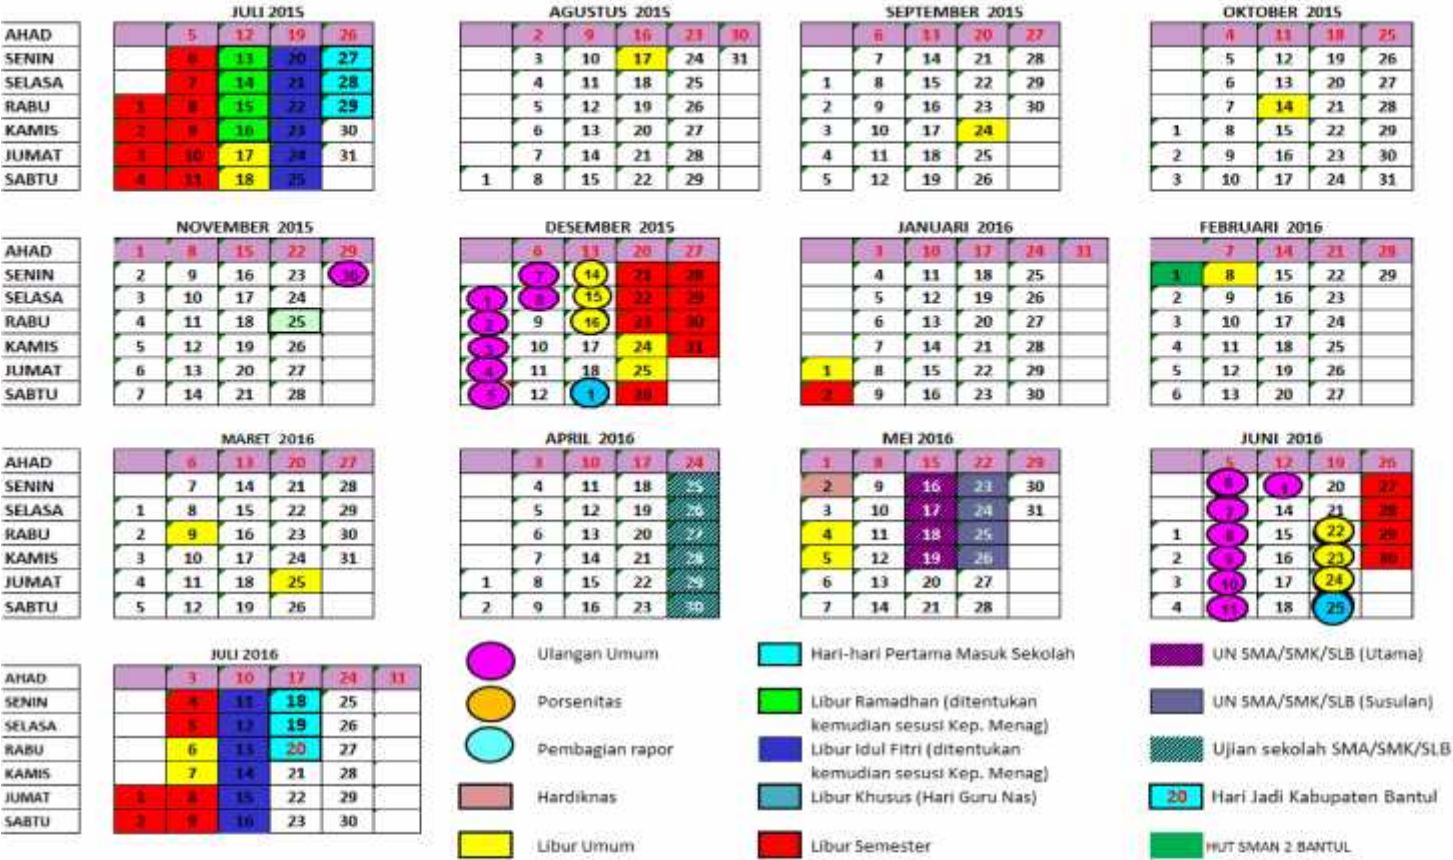 JULI 2015 AGUSTUS 2015 SEPTEMBER 2015 OKTOBER 2015
AHAD 5 12 19 26 2 9 16 23 30 6 13 20 27 4 11 18 25
SENIN 6 13 20 27 3 10 17 24 31 7 14 21 28 5 12 19 26
SELASA 7 14 21 28 4 11 18 25 1 8 15 22 29 6 13 20 27
RABU 1 8 15 22 29 5 12 19 26 2 9 16 23 30 7 14 21 28
KAMIS 2 9 16 23 30 6 13 20 27 3 10 17 24 1 8 15 22 29
JUMAT 3 10 17 24 31 7 14 21 28 4 11 18 25 2 9 16 23 30
SABTU 4 11 18 25 1 8 15 22 29 5 12 19 26 3 10 17 24 31
NOVEMBER 2015 DESEMBER 2015 JANUARI 2016 FEBRUARI 2016
AHAD 1 8 15 22 29 6 13 20 27 3 10 17 24 31 7 14 21 28
SENIN 2 9 16 23 30 7 14 21 28 4 11 18 25 1 8 15 22 29
SELASA 3 10 17 24 1 8 15 22 29 5 12 19 26 2 9 16 23
RABU 4 11 18 25 2 9 16 23 30 6 13 20 27 3 10 17 24
KAMIS 5 12 19 26 3 10 17 24 31 7 14 21 28 4 11 18 25
JUMAT 6 13 20 27 4 11 18 25 1 8 15 22 29 5 12 19 26
SABTU 7 14 21 28 5 12 1 26 2 9 16 23 30 6 13 20 27
MARET 2016 APRIL 2016 MEI 2016 JUNI 2016
AHAD 6 13 20 27 3 10 17 24 1 8 15 22 29 5 12 19 26
SENIN 7 14 21 28 4 11 18 25 2 9 16 23 30 6 20 27
SELASA 1 8 15 22 29 5 12 19 26 3 10 17 24 31 7 14 21 28
RABU 2 9 16 23 30 6 13 20 27 4 11 18 25 1 8 15 22 29
KAMIS 3 10 17 24 31 7 14 21 28 5 12 19 26 2 9 16 23 30
JUMAT 4 11 18 25 1 8 15 22 29 6 13 20 27 3 10 17 24
SABTU 5 12 19 26 2 9 16 23 30 7 14 21 28 4 11 18 25
JULI 2016
AHAD 3 10 17 24 31
SENIN 4 11 18 25
SELASA 5 12 19 26
RABU 6 13 20 27
KAMIS 7 14 21 28
JUMAT 1 8 15 22 29
SABTU 2 9 16 23 30
Ulangan Umum
Porsenitas
Pembagian rapor
Hardiknas
Libur Umum
Hari-hari Pertama Masuk Sekolah
Libur Ramadhan (ditentukan
kemudian sesusi Kep. Menag)
Libur Idul Fitri (ditentukan
kemudian sesusi Kep. Menag)
Libur Khusus (Hari Guru Nas)
Libur Semester
UN SMA/SMK/SLB (Utama)
UN SMA/SMK/SLB (Susulan)
Ujian sekolah SMA/SMK/SLB
20 Hari Jadi Kabupaten Bantul
HUT SMAN 2 BANTUL